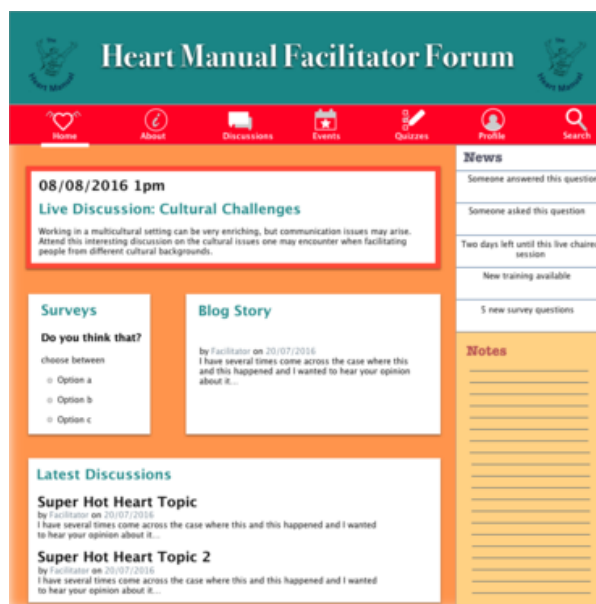 The
Heart Manual
Heart Manual Facilitator Forum
The
Heart Manual
Home
About
Discussions
Events
Quizzes
Profile
Search
08/08/2016 1pm
Live Discussion: Cultural Challenges
Working in a multicultural setting can be very enriching, but communication issues may arise.
Attend this interesting discussion on the cultural issues one may encounter when facilitating
people from different cultural backgrounds.
News
Someone answered this question
Someone asked this question
Two days left until this live chaired
session
New training available
5 new survey questions
Surveys
Do you think that?
choose between
Option a
Option b
Option c
Blog Story
by Facilitator on 20/07/2016
I have several times come across the case where this
and this happened and I wanted to hear your opinion
about it...
Notes
Latest Discussions
Super Hot Heart Topic
by Facilitator on 20/07/2016
I have several times come across the case where this and this happened and I wanted
to hear your opinion about it...
Super Hot Heart Topic 2
by Facilitator on 20/07/2016
I have several times come across the case where this and this happened and I wanted
to hear your opinion about it...